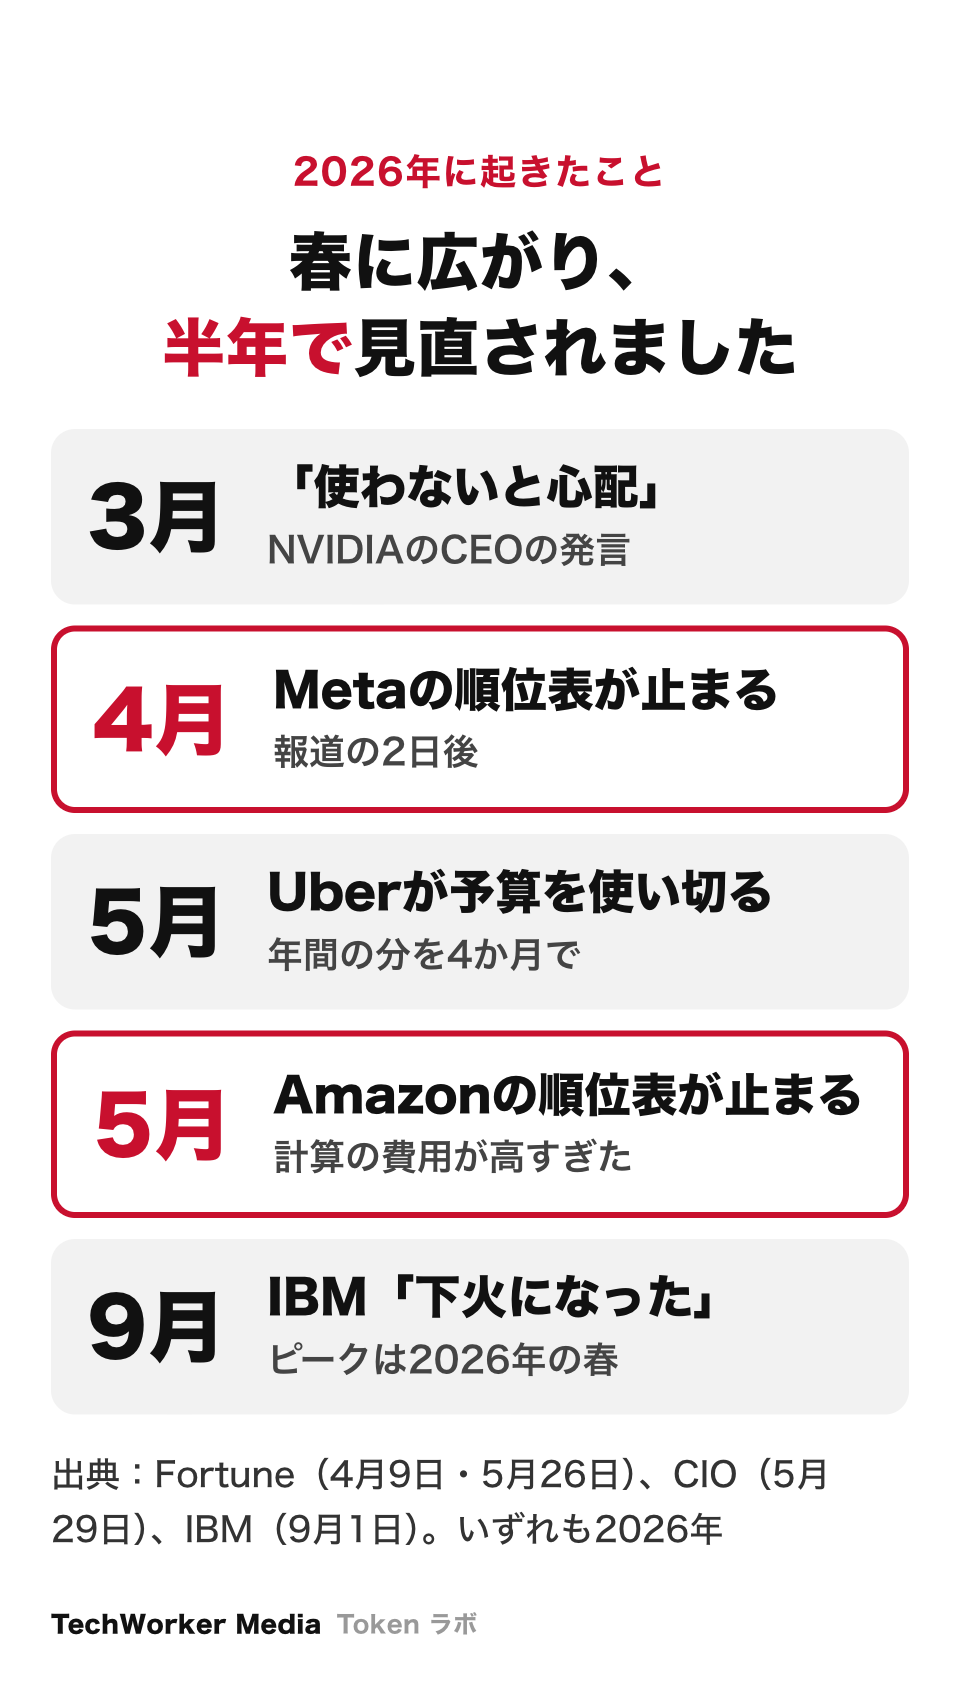 2026年に起きたこと
春に広がり、
半年で見直されました
3月
「使わないと心配」
NVIDIAのCEOの発言
4月
Metaの順位表が止まる
報道の2日後
5月
Uberが予算を使い切る
年間の分を4か月で
5月
Amazonの順位表が止まる
計算の費用が高すぎた
9月
IBM「下火になった」
ピークは2026年の春
出典：Fortune（4月9日・5月26日）、CIO（5月
29日）、IBM（9月1日）。いずれも2026年
TechWorker Media Token ラボ